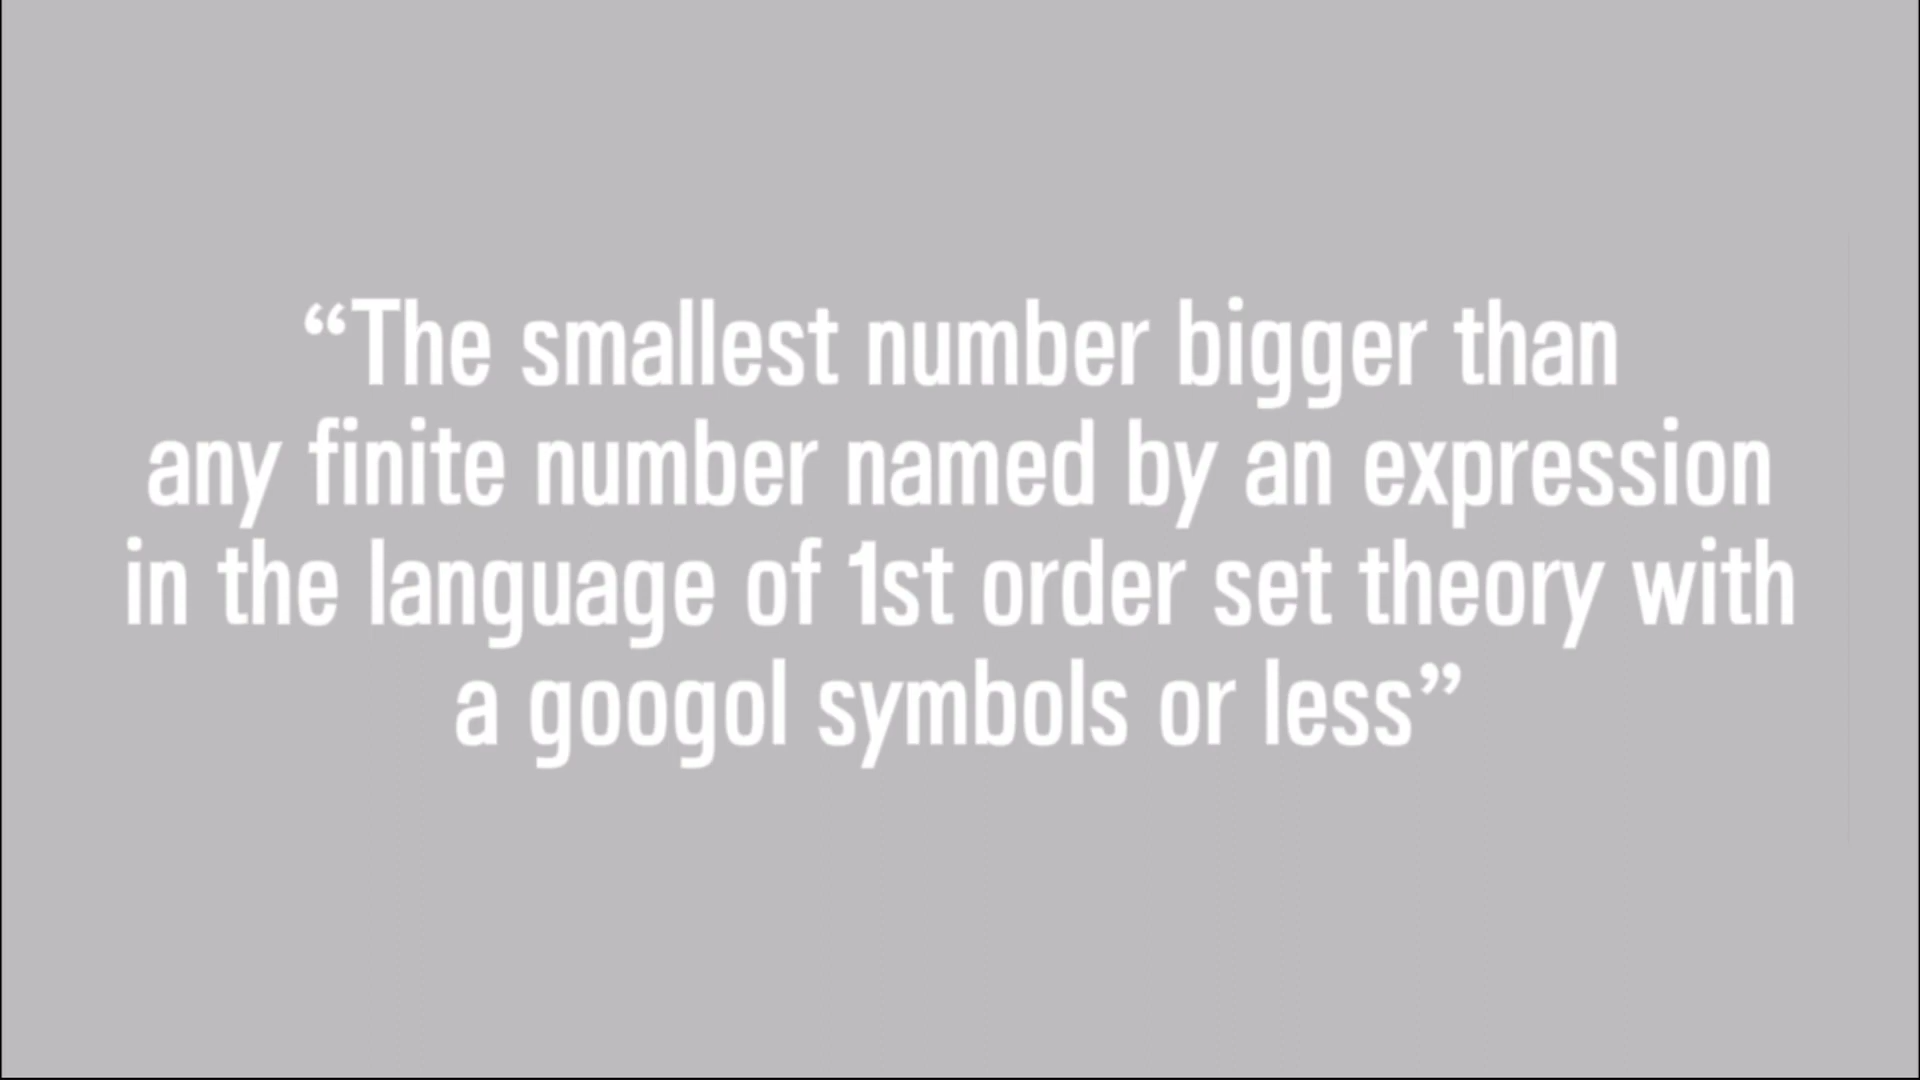 “The smallest number bigger than
any finite number named by an expression
in the language of 1st order set theory with
a googol symbols or less”